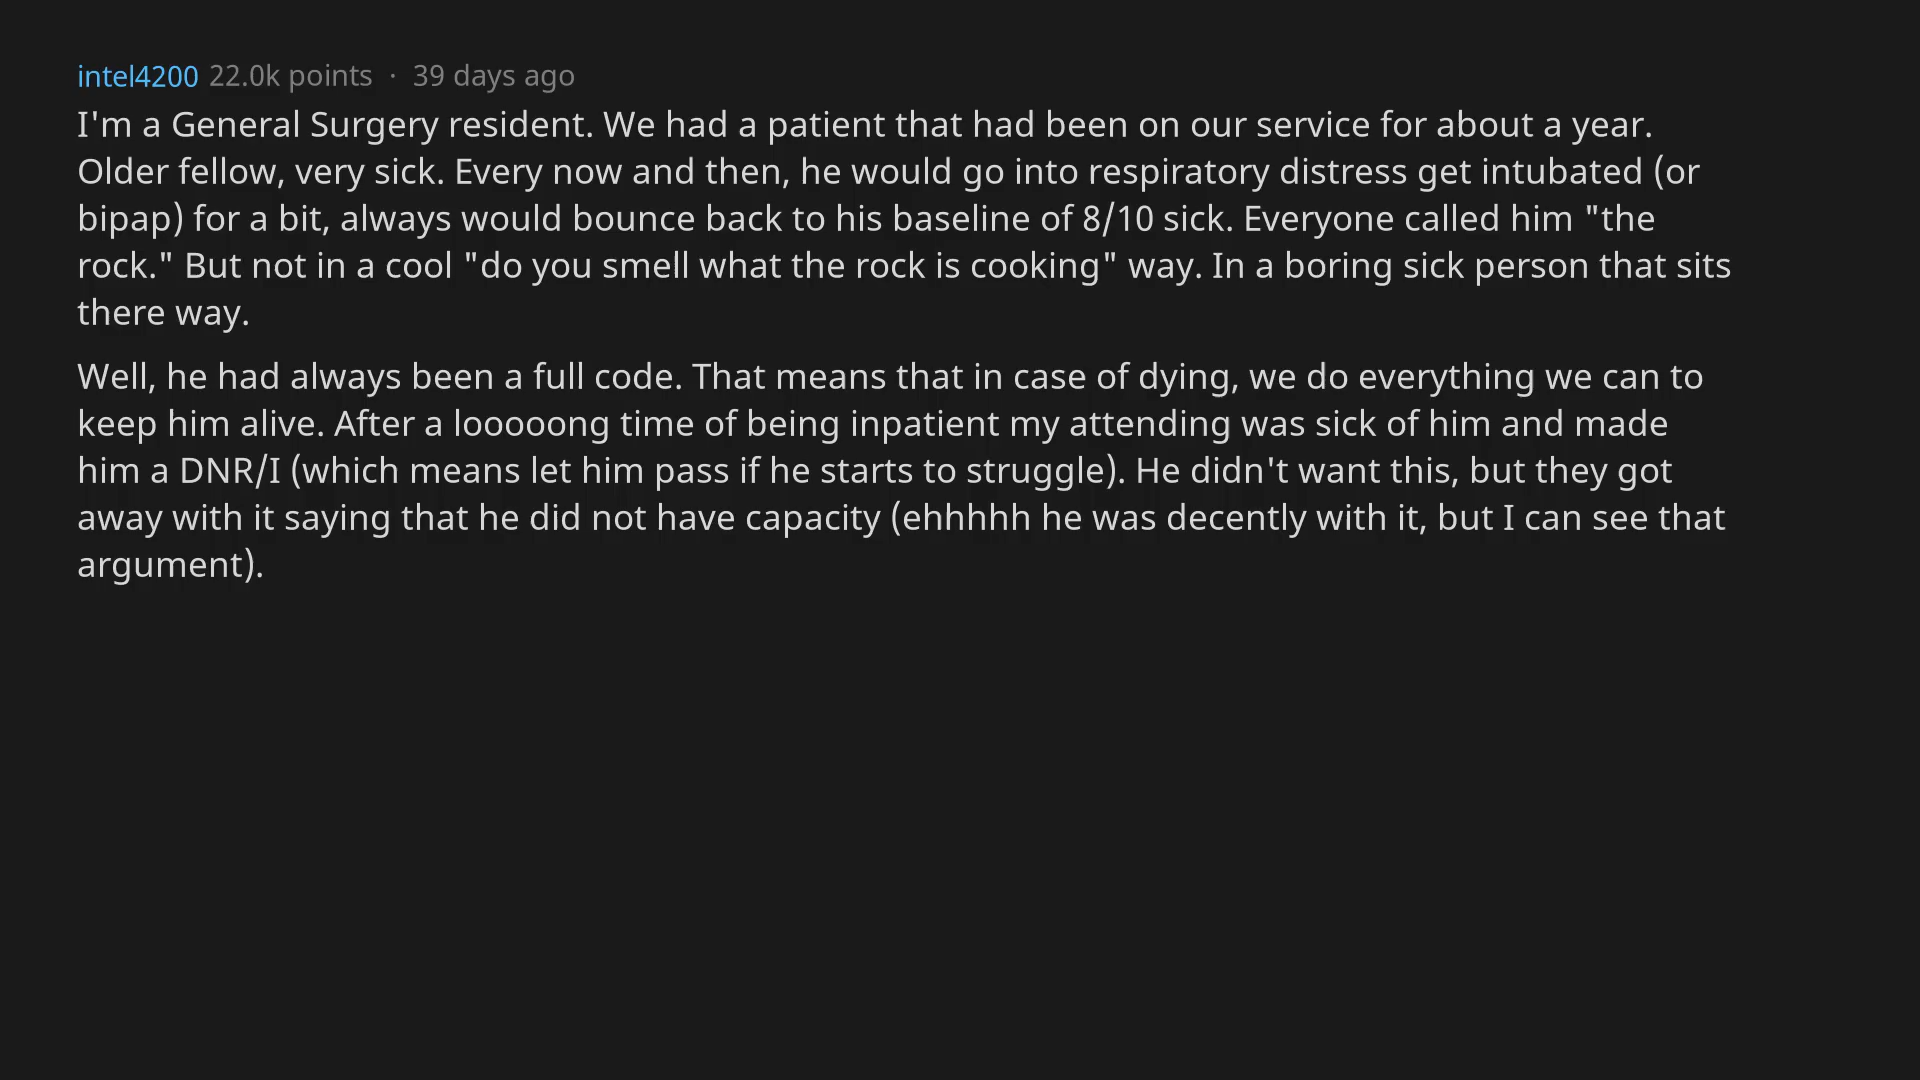 intel4200 22.0k points · 39 days ago
I'm a General Surgery resident. We had a patient that had been on our service for about a year.
Older fellow, very sick. Every now and then, he would go into respiratory distress get intubated (or
bipap) for a bit, always would bounce back to his baseline of 8/10 sick. Everyone called him "the
rock." But not in a cool "do you smell what the rock is cooking" way. In a boring sick person that sits
there way.
Well, he had always been a full code. That means that in case of dying, we do everything we can to
keep him alive. After a looooong time of being inpatient my attending was sick of him and made
him a DNR/I (which means let him pass if he starts to struggle). He didn't want this, but they got
away with it saying that he did not have capacity (ehhhhh he was decently with it, but I can see that
argument).